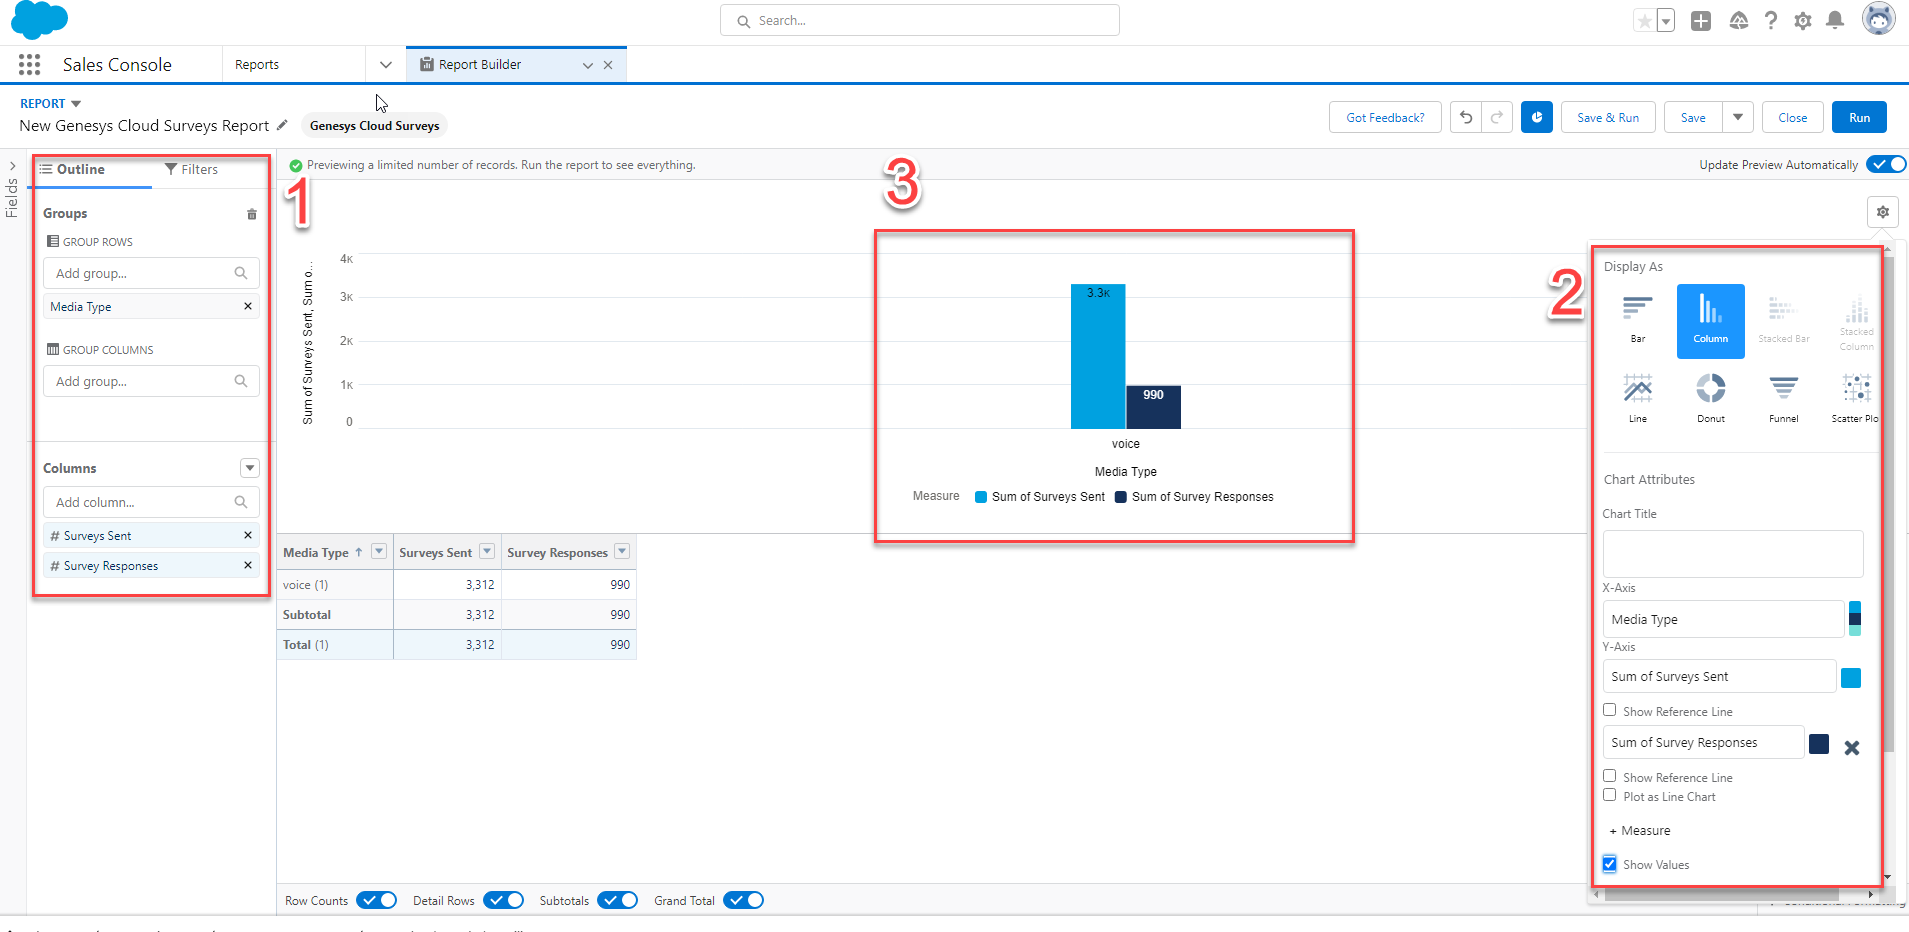 Search...
Sales Console
Reports
Report Builder
REPORT
New Genesys Cloud Surveys Report
Genesys Cloud Surveys
Got Feedback?
Save & Run
Save
Close
Run
Fields
Outline
Filters
Previewing a limited number of records. Run the report to see everything.
Update Preview Automatically
1
3
2
Groups
GROUP ROWS
Add group...
Media Type
GROUP COLUMNS
Add group...
Columns
Add column...
# Surveys Sent
# Survey Responses
Sum of Surveys Sent, Sum o...
4K
3K
2K
1K
0
3.3K
990
voice
Media Type
Measure
Sum of Surveys Sent
Sum of Survey Responses
Media Type Surveys Sent Survey Responses
voice (1) 3,312 990
Subtotal 3,312 990
Total (1) 3,312 990
Display As
Bar
Column
Stacked Bar
Stacked
Column
Line
Donut
Funnel
Scatter Plo
Chart Attributes
Chart Title
X-Axis
Media Type
Y-Axis
Sum of Surveys Sent
Show Reference Line
Sum of Survey Responses
Show Reference Line
Plot as Line Chart
+ Measure
Show Values
Row Counts
Detail Rows
Subtotals
Grand Total